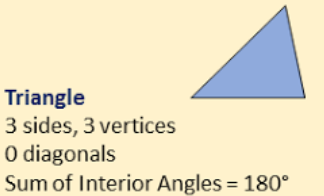 Triangle
3 sides, 3 vertices
0 diagonals
Sum of Interior Angles = 180°